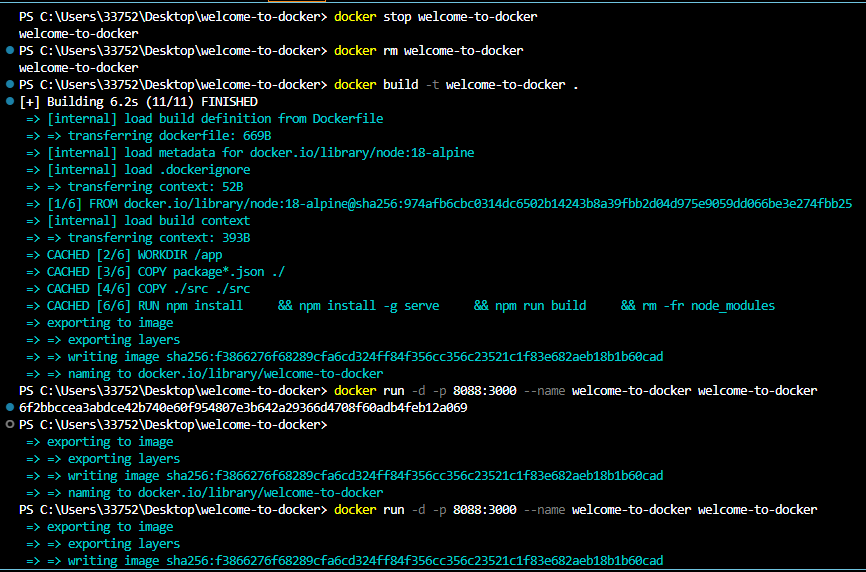 PS C:\Users\33752\Desktop\welcome-to-docker> docker stop welcome-to-docker
welcome-to-docker
PS C:\Users\33752\Desktop\welcome-to-docker> docker rm welcome-to-docker
welcome-to-docker
PS C:\Users\33752\Desktop\welcome-to-docker> docker build -t welcome-to-docker .
[+] Building 6.2s (11/11) FINISHED
=> [internal] load build definition from Dockerfile
=> => transferring dockerfile: 669B
=> [internal] load metadata for docker.io/library/node:18-alpine
=> [internal] load .dockerignore
=> => transferring context: 52B
=> [1/6] FROM docker.io/library/node:18-alpine@sha256:974afb6cbc0314dc6502b14243b8a39fbb2d04d975e9059dd066be3e274fbb25
=> [internal] load build context
=> => transferring context: 393B
=> CACHED [2/6] WORKDIR /app
=> CACHED [3/6] COPY package*.json ./
=> CACHED [4/6] COPY ./src ./src
=> CACHED [6/6] RUN npm install     && npm install -g serve     && npm run build     && rm -fr node_modules
=> exporting to image
=> => exporting layers
=> => writing image sha256:f3866276f68289cfa6cd324ff84f356cc356c23521c1f83e682aeb18b1b60cad
=> => naming to docker.io/library/welcome-to-docker
PS C:\Users\33752\Desktop\welcome-to-docker> docker run -d -p 8088:3000 --name welcome-to-docker welcome-to-docker
6f2bbccea3abdce42b740e60f954807e3b642a29366d4708f60adb4feb12a069
PS C:\Users\33752\Desktop\welcome-to-docker>
=> exporting to image
=> => exporting layers
=> => writing image sha256:f3866276f68289cfa6cd324ff84f356cc356c23521c1f83e682aeb18b1b60cad
=> => naming to docker.io/library/welcome-to-docker
PS C:\Users\33752\Desktop\welcome-to-docker> docker run -d -p 8088:3000 --name welcome-to-docker welcome-to-docker
=> exporting to image
=> => exporting layers
=> => writing image sha256:f3866276f68289cfa6cd324ff84f356cc356c23521c1f83e682aeb18b1b60cad